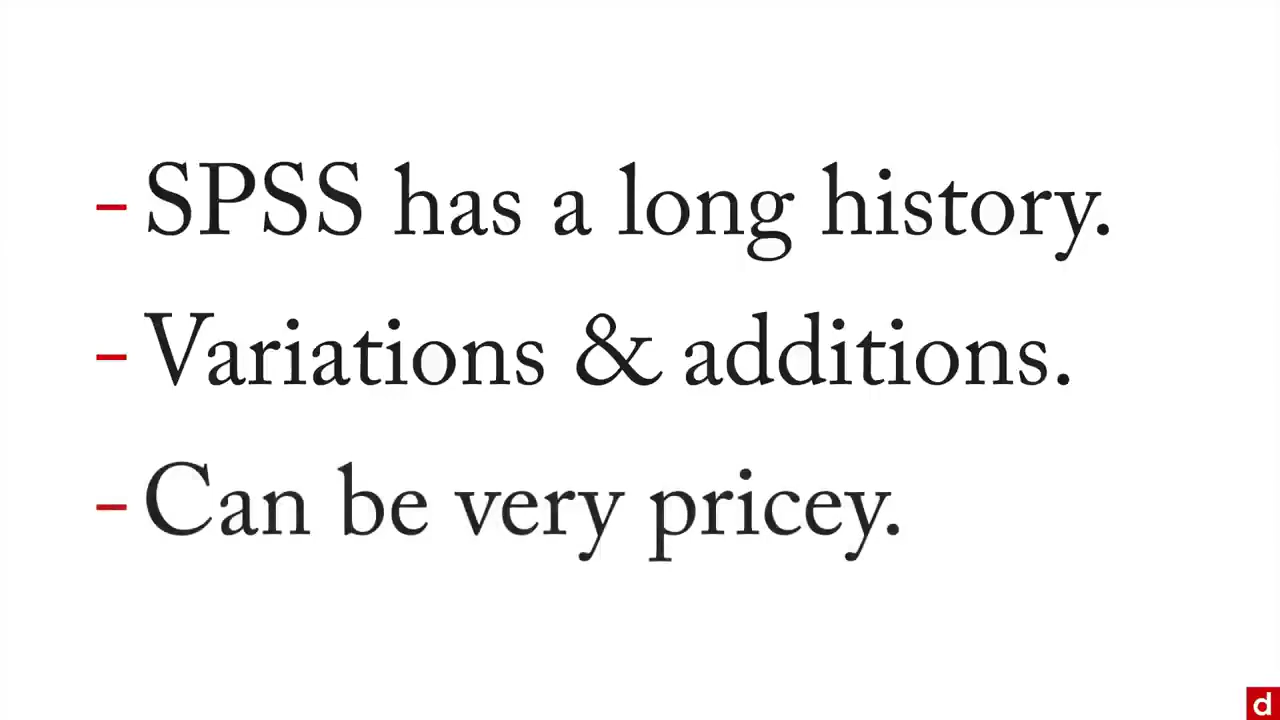 - SPSS has a long history.
- Variations & additions.
- Can be very pricey.
d